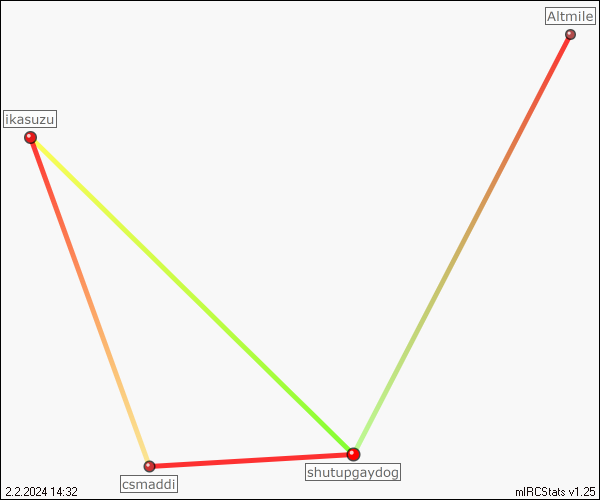 Altmile
ikasuzu
shutupgaydog
csmaddi
2.2.2024 14:32
mIRCStats v1.25